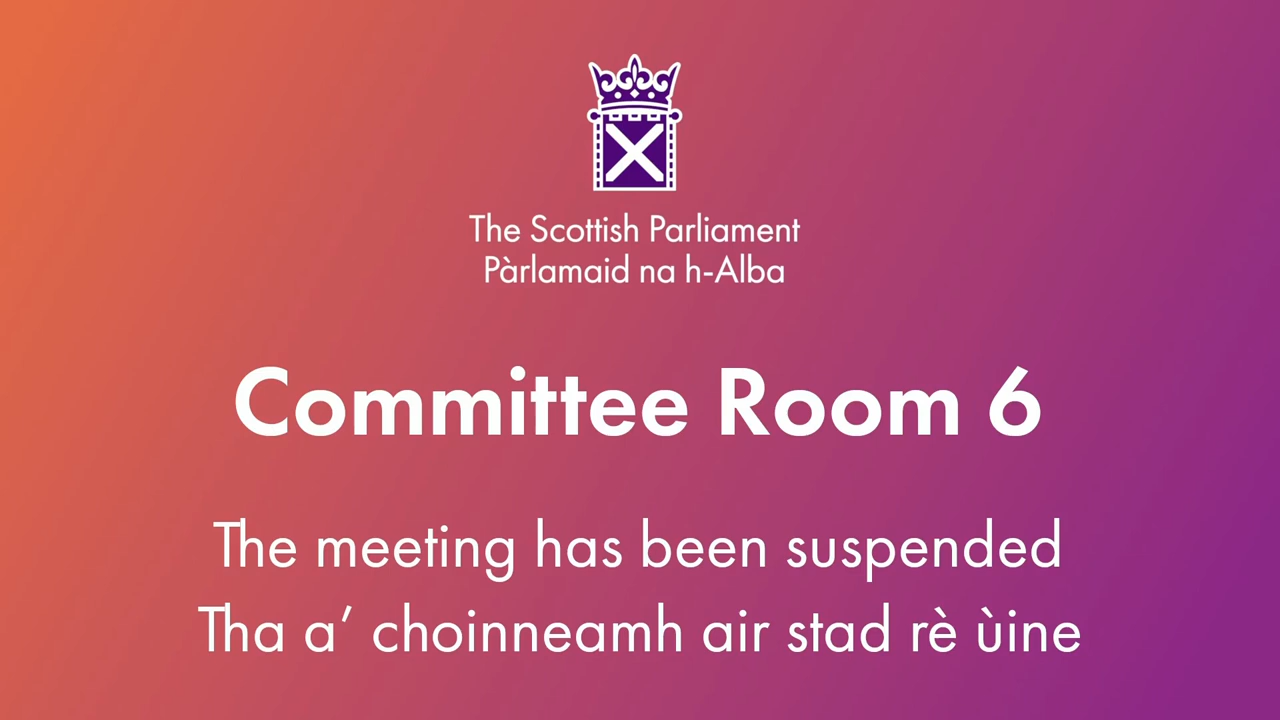 The Scottish Parliament
Pàrlamaid na h-Alba
Committee Room 6
The meeting has been suspended
Tha a’ choinneamh air stad rè ùine